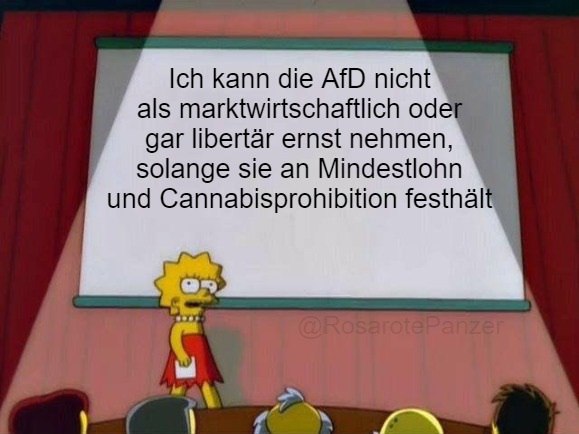 Ich kann die AfD nicht
als marktwirtschaftlich oder
gar libertär ernst nehmen,
solange sie an Mindestlohn
und Cannabisprohibition festhält
@RosarotePanzer